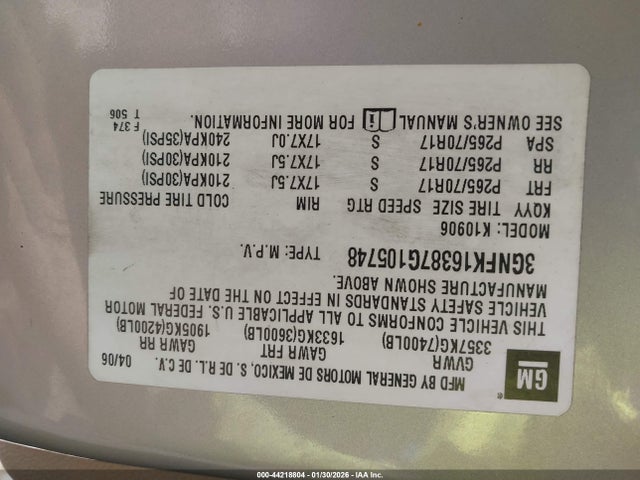 GM
MFD BY GENERAL MOTORS DE MEXICO, S. DE R.L. DE C.V.
04/06
GVWR GAWR FRT GAWR RR
3357KG(7400LB) 1633KG(3600LB) 1905KG(4200LB)
THIS VEHICLE CONFORMS TO ALL APPLICABLE U.S. FEDERAL MOTOR
VEHICLE SAFETY STANDARDS IN EFFECT ON THE DATE OF
MANUFACTURE SHOWN ABOVE.
3GNFK16387G105748 TYPE: M.P.V.
MODEL: K10906
KQYY TIRE SIZE SPEED RTG RIM COLD TIRE PRESSURE
FRT P265/70R17 S 17X7.5J 210KPA(30PSI)
RR P265/70R17 S 17X7.5J 210KPA(30PSI)
SPA P265/70R17 S 17X7.0J 240KPA(35PSI)
SEE OWNER'S MANUAL FOR MORE INFORMATION.
F 374
T 506
000-44218804 - 01/30/2026 - IAA Inc.